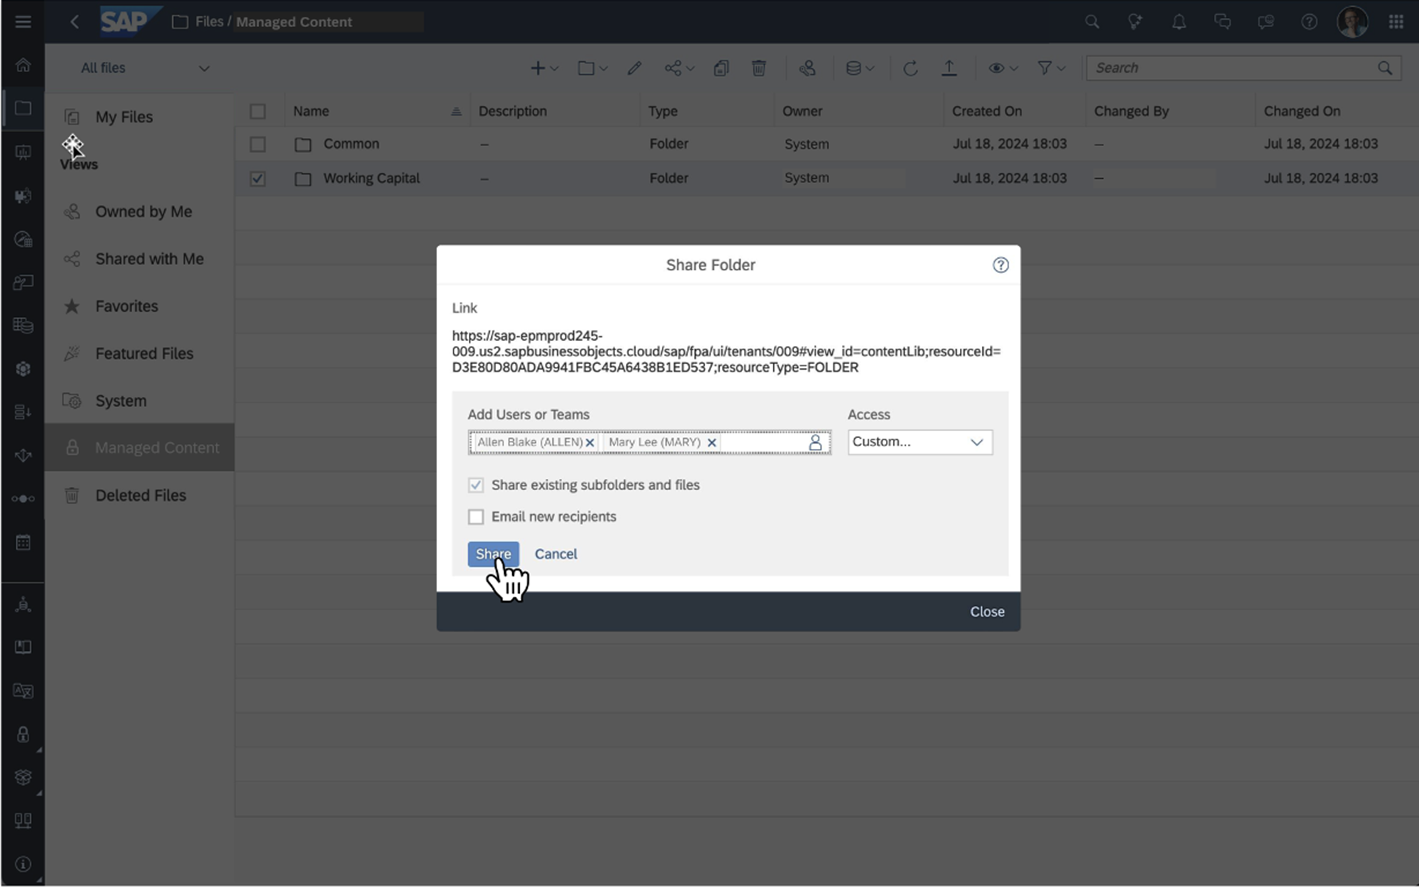 SAP Files / Managed Content
All files
Search
My Files
Views
Owned by Me
Shared with Me
Favorites
Featured Files
System
Managed Content
Deleted Files
Name Description Type Owner Created On Changed By Changed On
Common – Folder System Jul 18, 2024 18:03 – Jul 18, 2024 18:03
Working Capital – Folder System Jul 18, 2024 18:03 – Jul 18, 2024 18:03
Share Folder
Link
https://sap-epmprod245-
009.us2.sapbusinessobjects.cloud/sap/fpa/ui/tenants/009#view_id=contentLib;resourceId=
D3E80D80ADA9941FBC45A6438B1ED537;resourceType=FOLDER
Add Users or Teams Access
Allen Blake (ALLEN) Mary Lee (MARY) Custom...
Share existing subfolders and files
Email new recipients
Share Cancel
Close